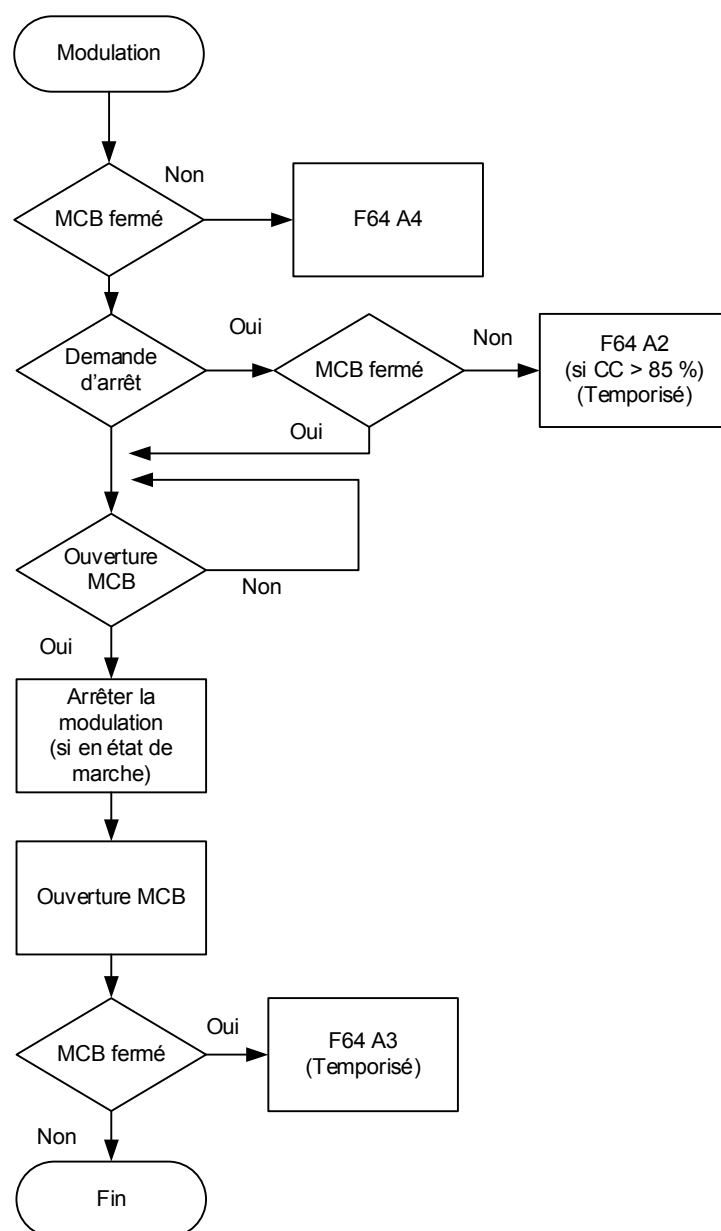 Modulation
Non
MCB fermé
F64 A4
Oui
Non
Demande
d'arrêt
MCB fermé
F64 A2
(si CC > 85 %)
(Temporisé)
Oui
Ouverture
MCB
Non
Oui
Arrêter la
modulation
(si en état de
marche)
Ouverture MCB
Oui
MCB fermé
F64 A3
(Temporisé)
Non
Fin